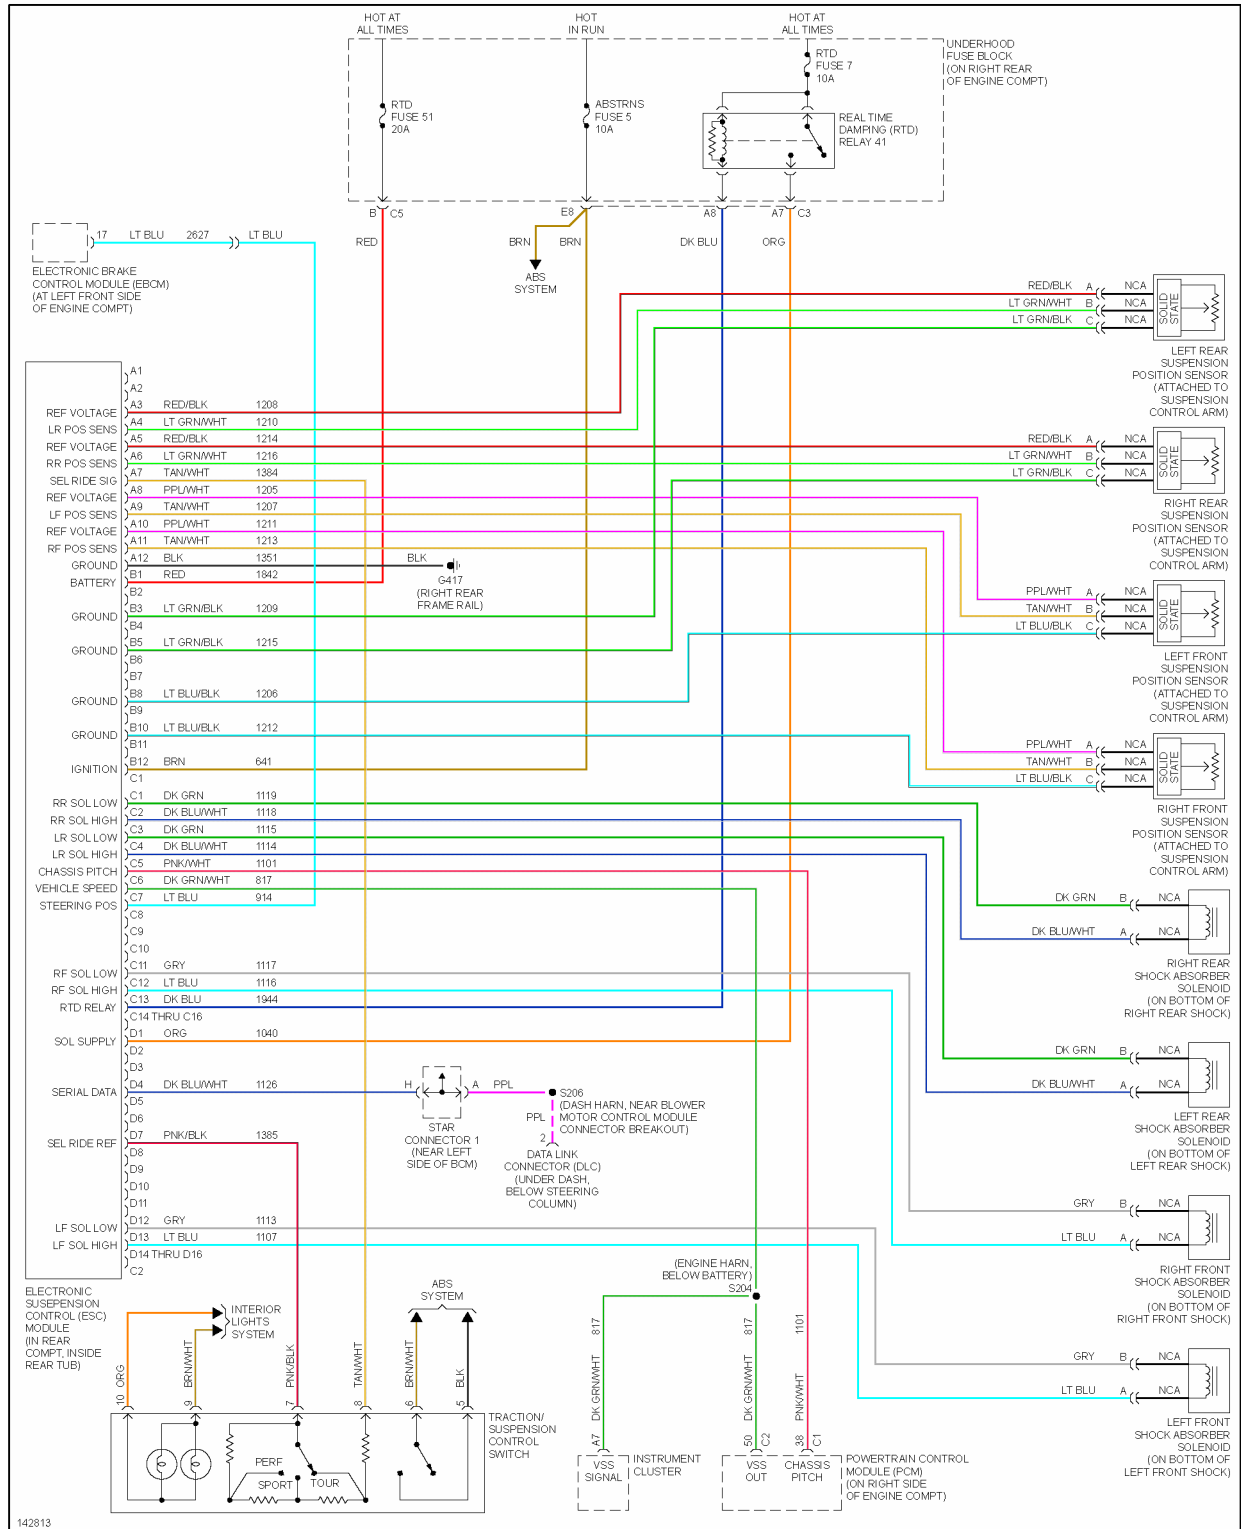 HOT AT
ALL TIMES
HOT
IN RUN
HOT AT
ALL TIMES
UNDERHOOD
FUSE BLOCK
(ON RIGHT REAR
OF ENGINE COMPT)
RTD
FUSE 51
20A
ABSTRNS
FUSE 5
10A
RTD
FUSE 7
10A
REAL TIME
DAMPING (RTD)
RELAY 41
B C5
E8
A8
A7 C3
RED
BRN
BRN
DK BLU
ORG
ABS
SYSTEM
17 LT BLU 2627 LT BLU
ELECTRONIC BRAKE
CONTROL MODULE (EBCM)
(AT LEFT FRONT SIDE
OF ENGINE COMPT)
RED/BLK A NCA
LT GRN/WHT B NCA
LT GRN/BLK C NCA
SOLID
STATE
LEFT REAR
SUSPENSION
POSITION SENSOR
(ATTACHED TO
SUSPENSION
CONTROL ARM)
RED/BLK A NCA
LT GRN/WHT B NCA
LT GRN/BLK C NCA
SOLID
STATE
RIGHT REAR
SUSPENSION
POSITION SENSOR
(ATTACHED TO
SUSPENSION
CONTROL ARM)
PPL/WHT A NCA
TAN/WHT B NCA
LT BLU/BLK C NCA
SOLID
STATE
LEFT FRONT
SUSPENSION
POSITION SENSOR
(ATTACHED TO
SUSPENSION
CONTROL ARM)
PPL/WHT A NCA
TAN/WHT B NCA
LT BLU/BLK C NCA
SOLID
STATE
RIGHT FRONT
SUSPENSION
POSITION SENSOR
(ATTACHED TO
SUSPENSION
CONTROL ARM)
DK GRN B NCA
DK BLU/WHT A NCA
RIGHT REAR
SHOCK ABSORBER
SOLENOID
(ON BOTTOM OF
RIGHT REAR SHOCK)
DK GRN B NCA
DK BLU/WHT A NCA
LEFT REAR
SHOCK ABSORBER
SOLENOID
(ON BOTTOM OF
LEFT REAR SHOCK)
GRY B NCA
LT BLU A NCA
RIGHT FRONT
SHOCK ABSORBER
SOLENOID
(ON BOTTOM OF
RIGHT FRONT SHOCK)
GRY B NCA
LT BLU A NCA
LEFT FRONT
SHOCK ABSORBER
SOLENOID
(ON BOTTOM OF
LEFT FRONT SHOCK)
A1
A2
REF VOLTAGE A3 RED/BLK 1208
LR POS SENS A4 LT GRN/WHT 1210
REF VOLTAGE A5 RED/BLK 1214
RR POS SENS A6 LT GRN/WHT 1216
SEL RIDE SIG A7 TAN/WHT 1384
REF VOLTAGE A8 PPL/WHT 1205
LF POS SENS A9 TAN/WHT 1207
REF VOLTAGE A10 PPL/WHT 1211
RF POS SENS A11 TAN/WHT 1213
GROUND A12 BLK 1351 BLK
BATTERY B1 RED 1842
G417
(RIGHT REAR
FRAME RAIL)
B2
GROUND B3 LT GRN/BLK 1209
B4
GROUND B5 LT GRN/BLK 1215
B6
B7
GROUND B8 LT BLU/BLK 1206
B9
GROUND B10 LT BLU/BLK 1212
B11
IGNITION B12 BRN 641
C1
RR SOL LOW C1 DK GRN 1119
RR SOL HIGH C2 DK BLU/WHT 1118
LR SOL LOW C3 DK GRN 1115
LR SOL HIGH C4 DK BLU/WHT 1114
CHASSIS PITCH C5 PNK/WHT 1101
VEHICLE SPEED C6 DK GRN/WHT 817
STEERING POS C7 LT BLU 914
C8
C9
C10
RF SOL LOW C11 GRY 1117
RF SOL HIGH C12 LT BLU 1116
RTD RELAY C13 DK BLU 1944
C14 THRU C16
SOL SUPPLY D1 ORG 1040
D2
D3
SERIAL DATA D4 DK BLU/WHT 1126 H A PPL
D5
D6
SEL RIDE REF D7 PNK/BLK 1385
D8
D9
D10
D11
LF SOL LOW D12 GRY 1113
LF SOL HIGH D13 LT BLU 1107
D14 THRU D16
C2
STAR
CONNECTOR 1
(NEAR LEFT
SIDE OF BCM)
S206
(DASH HARN, NEAR BLOWER
MOTOR CONTROL MODULE
CONNECTOR BREAKOUT)
PPL
2
DATA LINK
CONNECTOR (DLC)
(UNDER DASH,
BELOW STEERING
COLUMN)
ELECTRONIC
SUSEPENSION
CONTROL (ESC)
MODULE
(IN REAR
COMPT, INSIDE
REAR TUB)
INTERIOR
LIGHTS
SYSTEM
ABS
SYSTEM
(ENGINE HARN,
BELOW BATTERY)
S204
10 ORG
9 BRN/WHT
7 PNK/BLK
8 TAN/WHT
6 BRN/WHT
5 BLK
PERF
SPORT
TOUR
TRACTION/
SUSPENSION
CONTROL
SWITCH
A7 DK GRN/WHT 817
50 DK GRN/WHT 817
C2
38 PNK/WHT 1101
C1
VSS
SIGNAL
INSTRUMENT
CLUSTER
VSS
OUT
CHASSIS
PITCH
POWERTRAIN CONTROL
MODULE (PCM)
(ON RIGHT SIDE
OF ENGINE COMPT)
142813